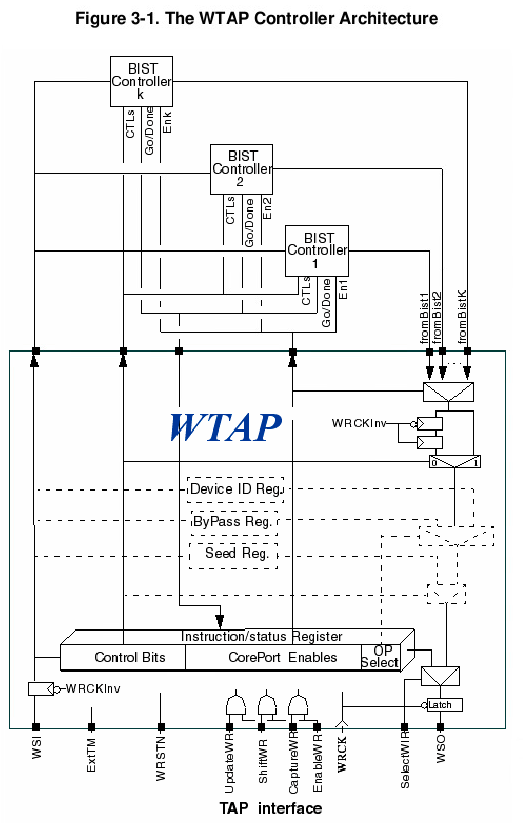 Figure 3-1. The WTAP Controller Architecture
BIST
Controller
k
CTLs
Go/Done
Enk
BIST
Controller
2
CTLs
Go/Done
En2
BIST
Controller
1
CTLs
Go/Done
En1
fromBist1
fromBist2
fromBistK
WTAP
WRCKInv
0 1
Device ID Reg.
ByPass Reg.
Seed Reg.
Instruction/status Register
Control Bits
CorePort Enables
OP
Select
WRCKInv
Latch
WSI
ExtTM
WRSTN
UpdateWR
ShiftWR
CaptureWR
EnableWR
WRCK
SelectWIR
WSO
TAP interface